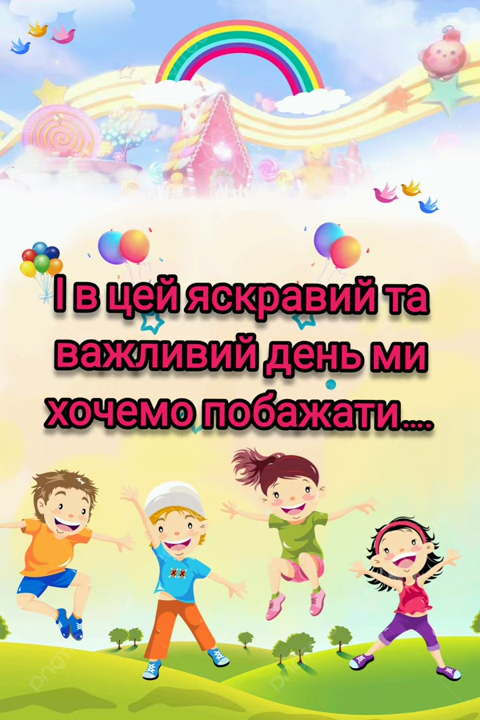 І в цей яскравий та
важливий день ми
хочемо побажати....